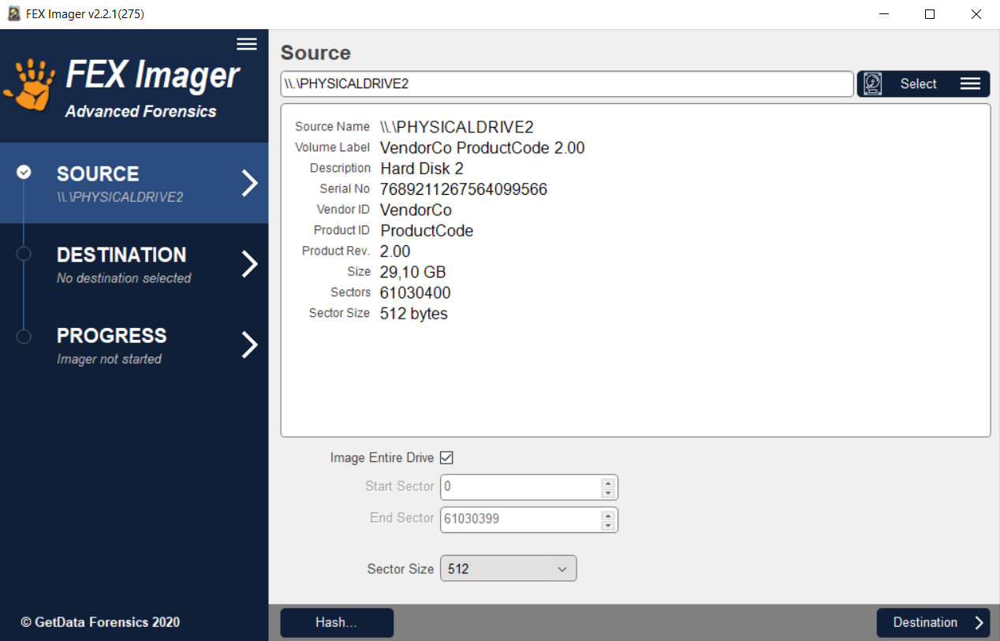 FEX Imager v2.2.1(275)
FEX Imager
Advanced Forensics
SOURCE
\\.\PHYSICALDRIVE2
DESTINATION
No destination selected
PROGRESS
Imager not started
© GetData Forensics 2020
Source
\\.\PHYSICALDRIVE2
Select
Source Name \\.\PHYSICALDRIVE2
Volume Label VendorCo ProductCode 2.00
Description Hard Disk 2
Serial No 7689211267564099566
Vendor ID VendorCo
Product ID ProductCode
Product Rev. 2.00
Size 29,10 GB
Sectors 61030400
Sector Size 512 bytes
Image Entire Drive
Start Sector 0
End Sector 61030399
Sector Size 512
Hash...
Destination